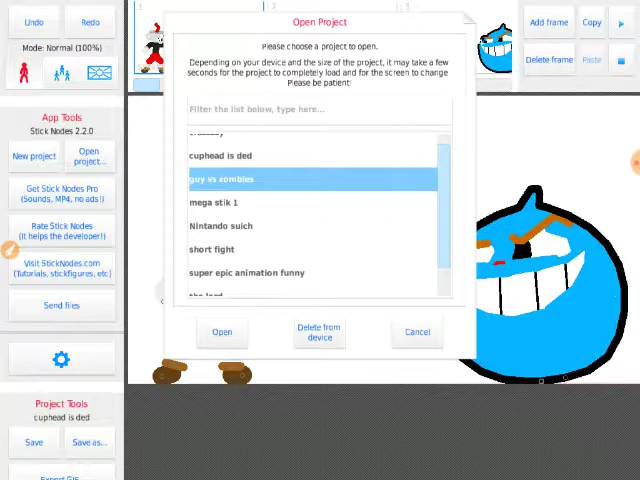 Undo
Redo
Mode: Normal (100%)
App Tools
Stick Nodes 2.2.0
New project
Open
project...
Get Stick Nodes Pro
(Sounds, MP4, no ads!)
Rate Stick Nodes
(It helps the developer!)
Visit StickNodes.com
(Tutorials, stickfigures, etc)
Send files
Project Tools
cuphead is ded
Save
Save as...
1
2
3
Add frame
Copy
Delete frame
Paste
Open Project
Please choose a project to open.
Depending on your device and the size of the project, it may take a few
seconds for the project to completely load and for the screen to change
Please be patient!
Filter the list below, type here...
cuphead is ded
guy vs zombles
mega stik 1
Nintando suich
short fight
super epic animation funny
Open
Delete from
device
Cancel